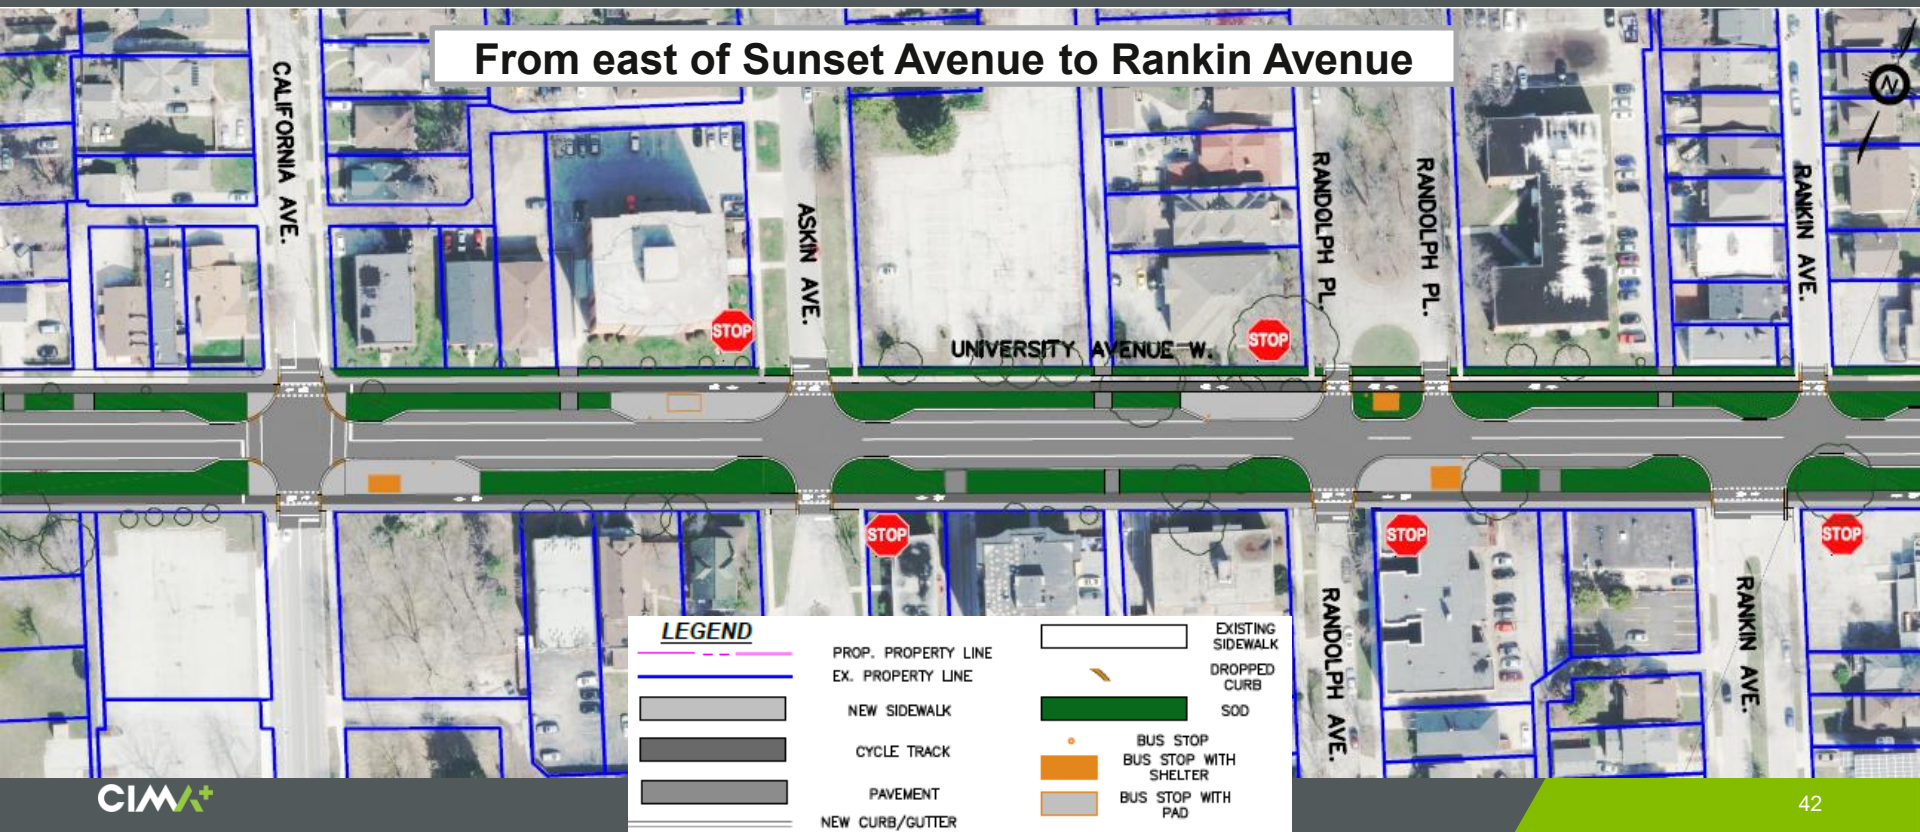 From east of Sunset Avenue to Rankin Avenue
N
CALIFORNIA AVE.
ASKIN AVE.
RANDOLPH PL.
RANDOLPH PL.
RANKIN AVE.
STOP
UNIVERSITY AVENUE W.
STOP
STOP
STOP
STOP
RANDOLPH AVE.
RANKIN AVE.
LEGEND
PROP. PROPERTY LINE
EX. PROPERTY LINE
NEW SIDEWALK
CYCLE TRACK
PAVEMENT
NEW CURB/GUTTER
EXISTING
SIDEWALK
DROPPED
CURB
SOD
BUS STOP
BUS STOP WITH
SHELTER
BUS STOP WITH
PAD
CIMA+
42